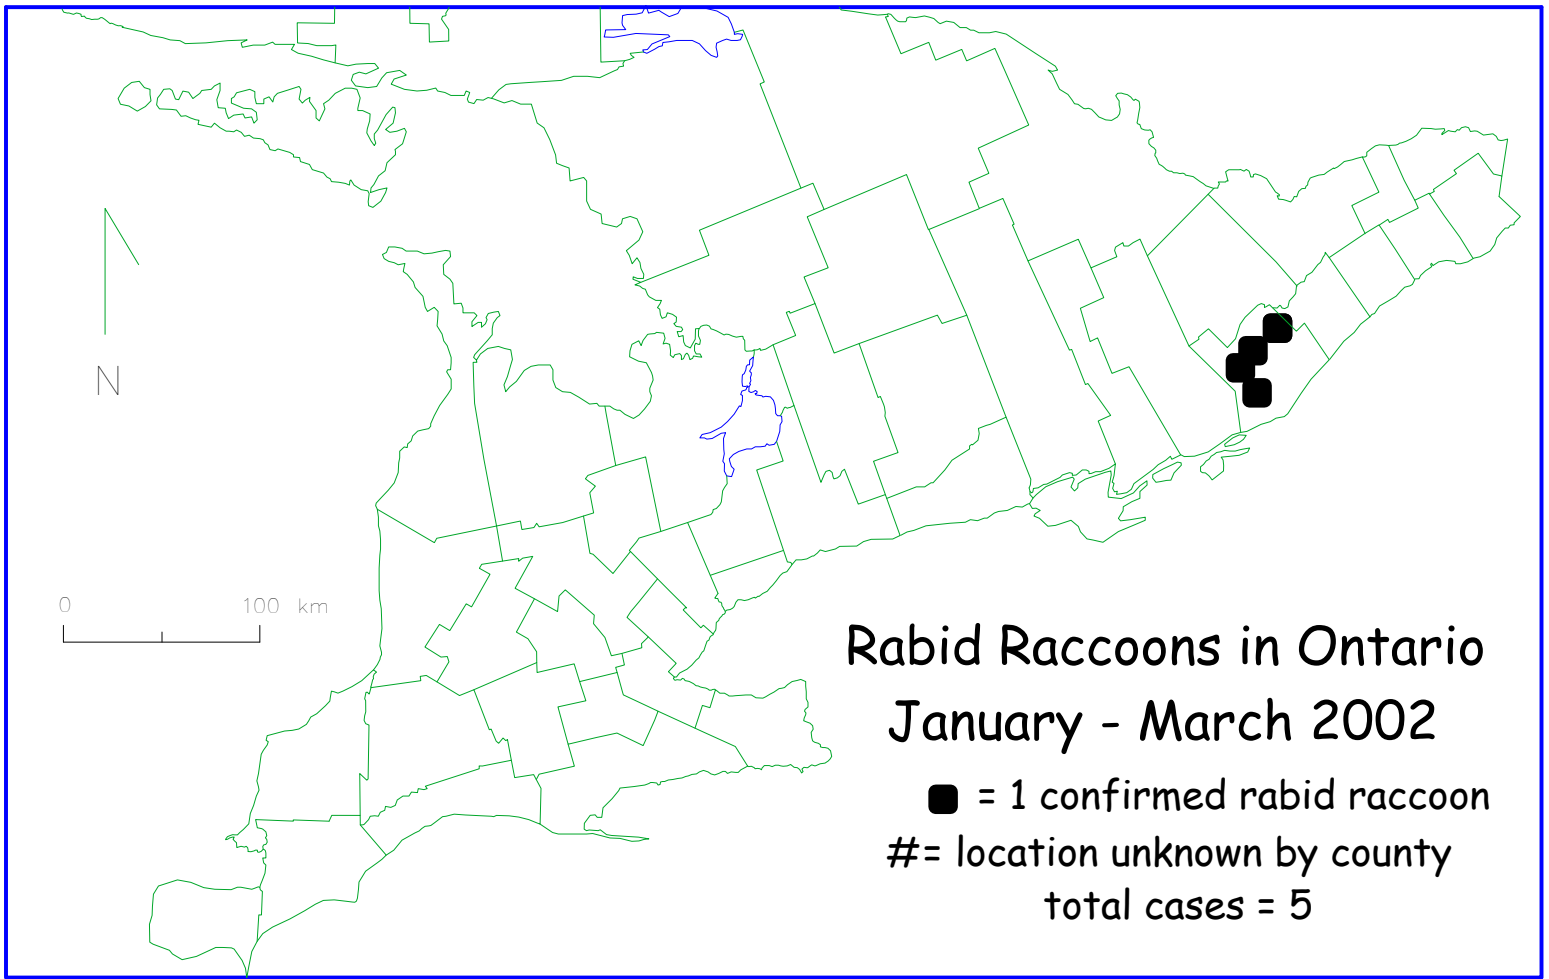 N
0 100 km
Rabid Raccoons in Ontario
January - March 2002
= 1 confirmed rabid raccoon
#= location unknown by county
total cases = 5